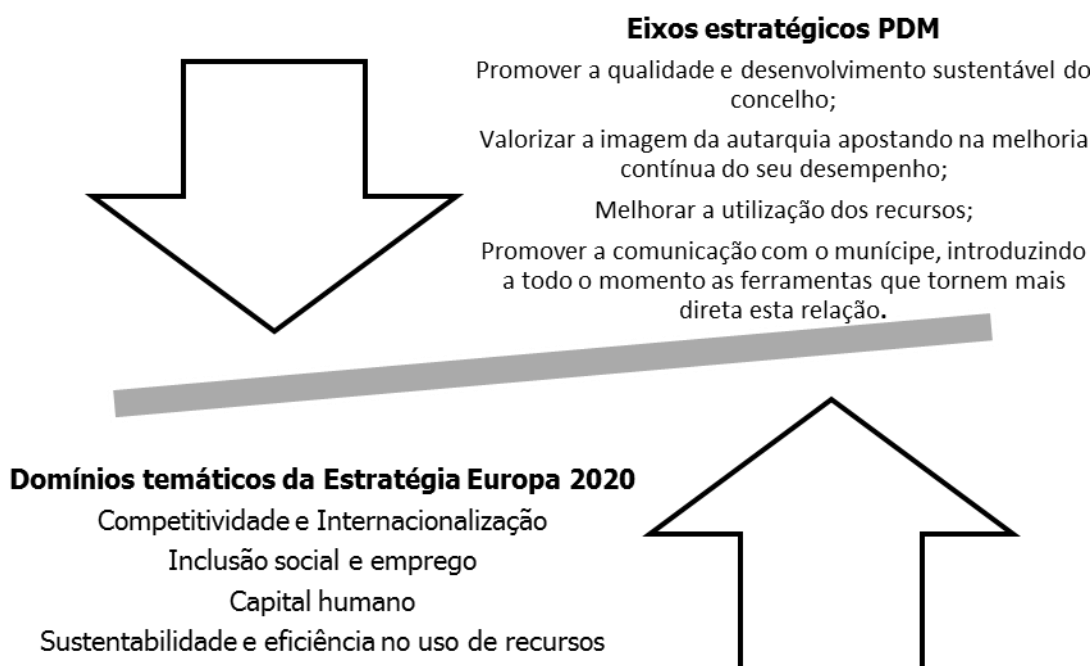 Eixos estratégicos PDM
Promover a qualidade e desenvolvimento sustentável do
concelho;
Valorizar a imagem da autarquia apostando na melhoria
contínua do seu desempenho;
Melhorar a utilização dos recursos;
Promover a comunicação com o munícipe, introduzindo
a todo o momento as ferramentas que tornem mais
direta esta relação.
Domínios temáticos da Estratégia Europa 2020
Competitividade e Internacionalização
Inclusão social e emprego
Capital humano
Sustentabilidade e eficiência no uso de recursos